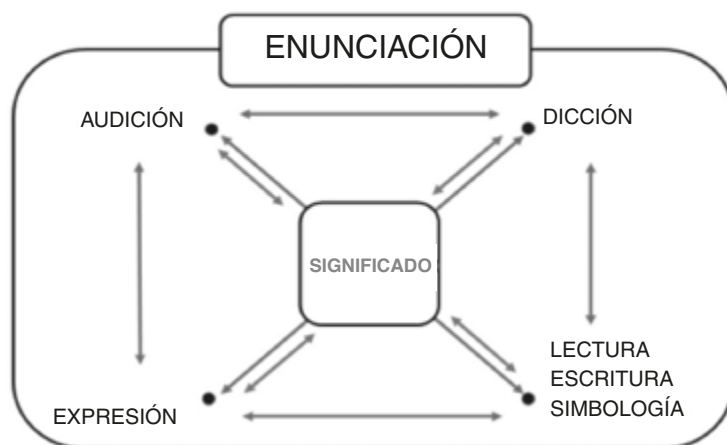 ENUNCIACIÓN
AUDICIÓN
DICCIÓN
SIGNIFICADO
EXPRESIÓN
LECTURA
ESCRITURA
SIMBOLOGÍA